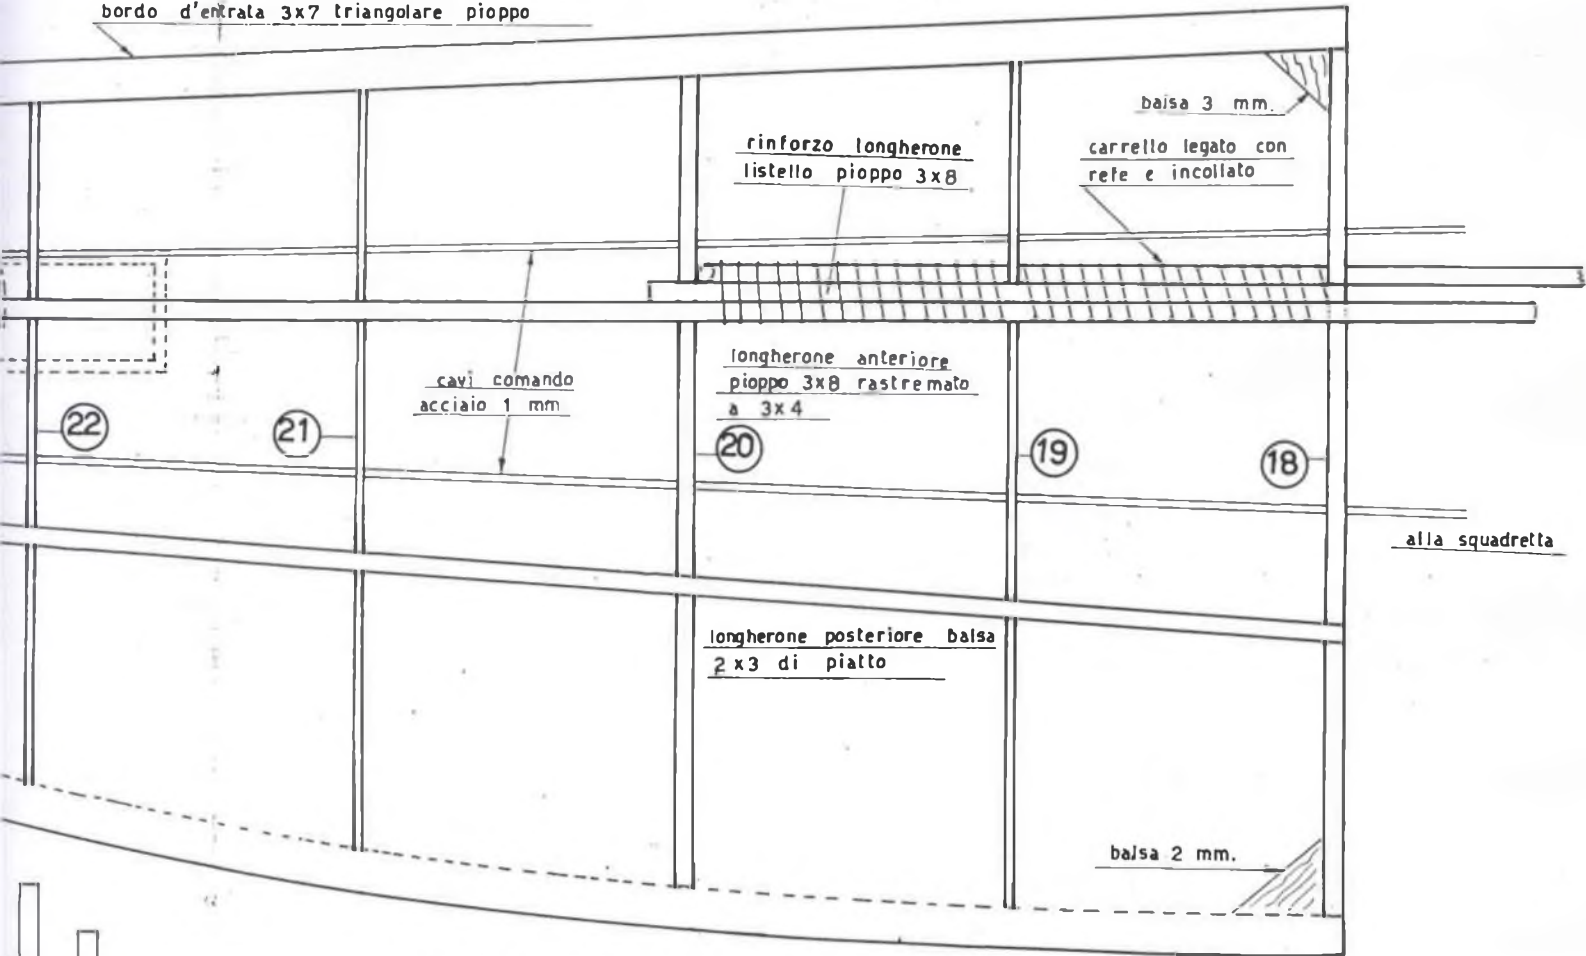 bordo d'entrata 3x7 triangolare pioppo
balsa 3 mm.
rinforzo longherone
listello pioppo 3x8
carrello legato con
refe e incollato
longherone anteriore
pioppo 3x8 rastremato
a 3x4
cavi comando
acciaio 1 mm
22
21
20
19
18
alla squadretta
longherone posteriore balsa
2x3 di piatto
balsa 2 mm.